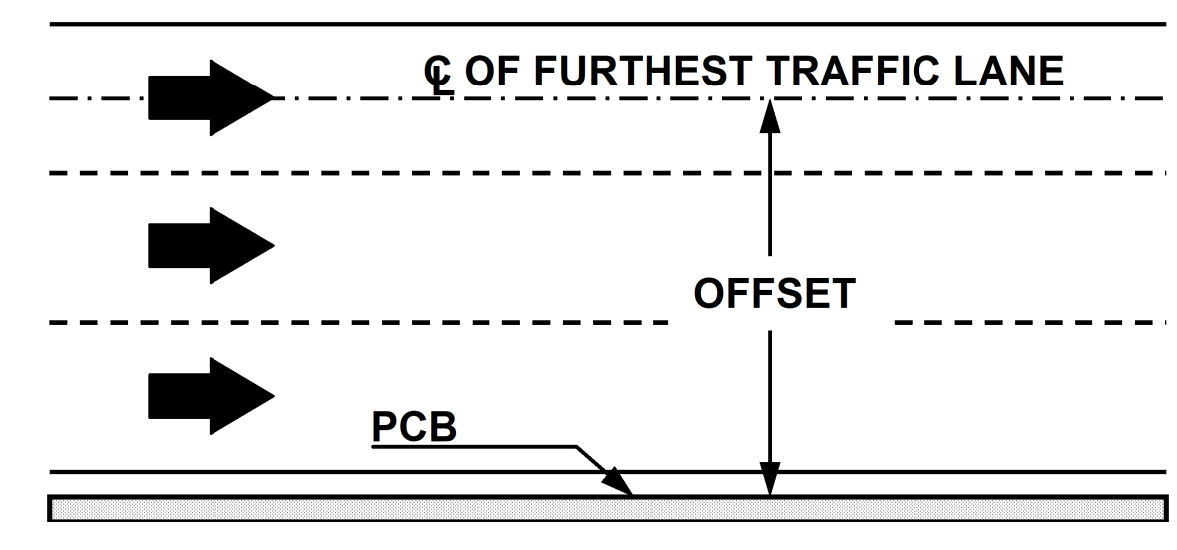 ℄ OF FURTHEST TRAFFIC LANE
OFFSET
PCB